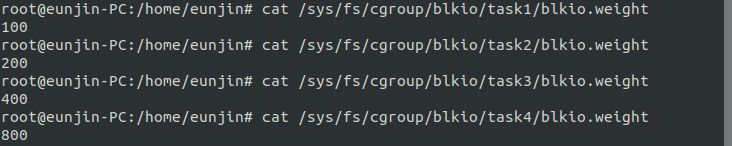 root@eunjin-PC:/home/eunjin# cat /sys/fs/cgroup/blkio/task1/blkio.weight
100
root@eunjin-PC:/home/eunjin# cat /sys/fs/cgroup/blkio/task2/blkio.weight
200
root@eunjin-PC:/home/eunjin# cat /sys/fs/cgroup/blkio/task3/blkio.weight
400
root@eunjin-PC:/home/eunjin# cat /sys/fs/cgroup/blkio/task4/blkio.weight
800